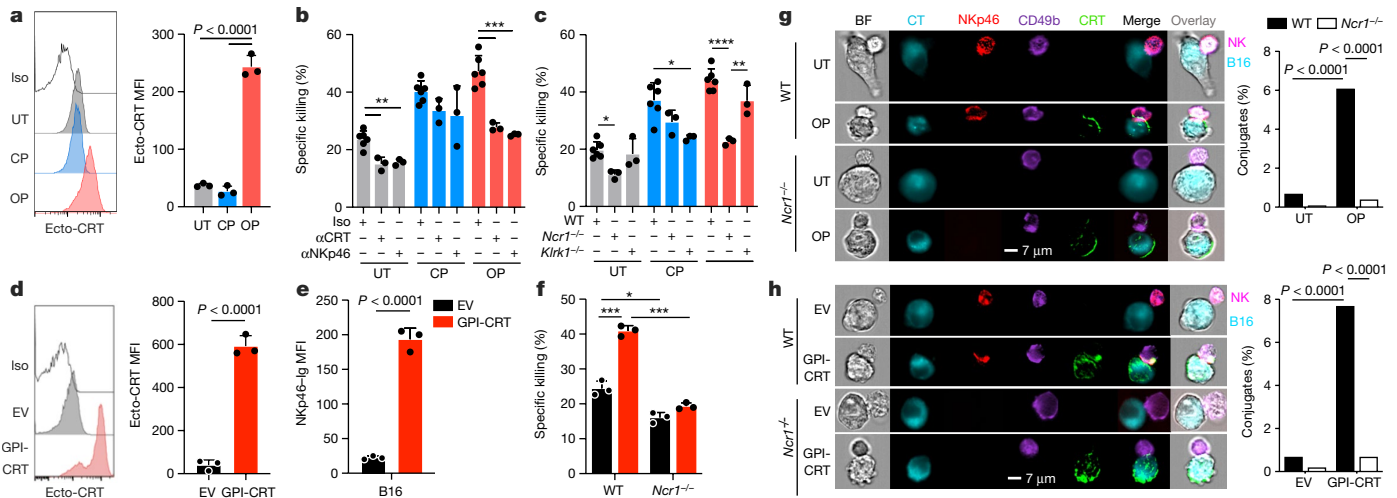 a
Iso
UT
CP
OP
Ecto-CRT
P < 0.0001
Ecto-CRT MFI
300
200
100
0
UT CP OP
b
Specific killing (%)
60
40
20
0
**
***
Iso + – – + – – + – –
αCRT – + – – + – – + –
αNKp46 – – + – – + – – +
UT CP OP
c
Specific killing (%)
60
40
20
0
*
*
****
**
WT + – – + – – + – –
Ncr1–/– – + – – + – – + –
Klrk1–/– – – + – – + – – +
UT CP
d
Iso
EV
GPI-
CRT
Ecto-CRT
P < 0.0001
Ecto-CRT MFI
800
600
400
200
0
EV GPI-CRT
e
P < 0.0001
NKp46–Ig MFI
250
200
150
100
50
0
B16
EV
GPI-CRT
f
Specific killing (%)
50
40
30
20
10
0
*
***
***
WT Ncr1–/–
g
BF CT NKp46 CD49b CRT Merge Overlay
NK
B16
WT
UT
OP
Ncr1–/–
UT
OP
7 μm
WT Ncr1–/–
P < 0.0001
P < 0.0001
Conjugates (%)
8
6
4
2
0
UT OP
h
NK
B16
WT
EV
GPI-
CRT
Ncr1–/–
EV
GPI-
CRT
7 μm
P < 0.0001
P < 0.0001
Conjugates (%)
8
6
4
2
0
EV GPI-CRT